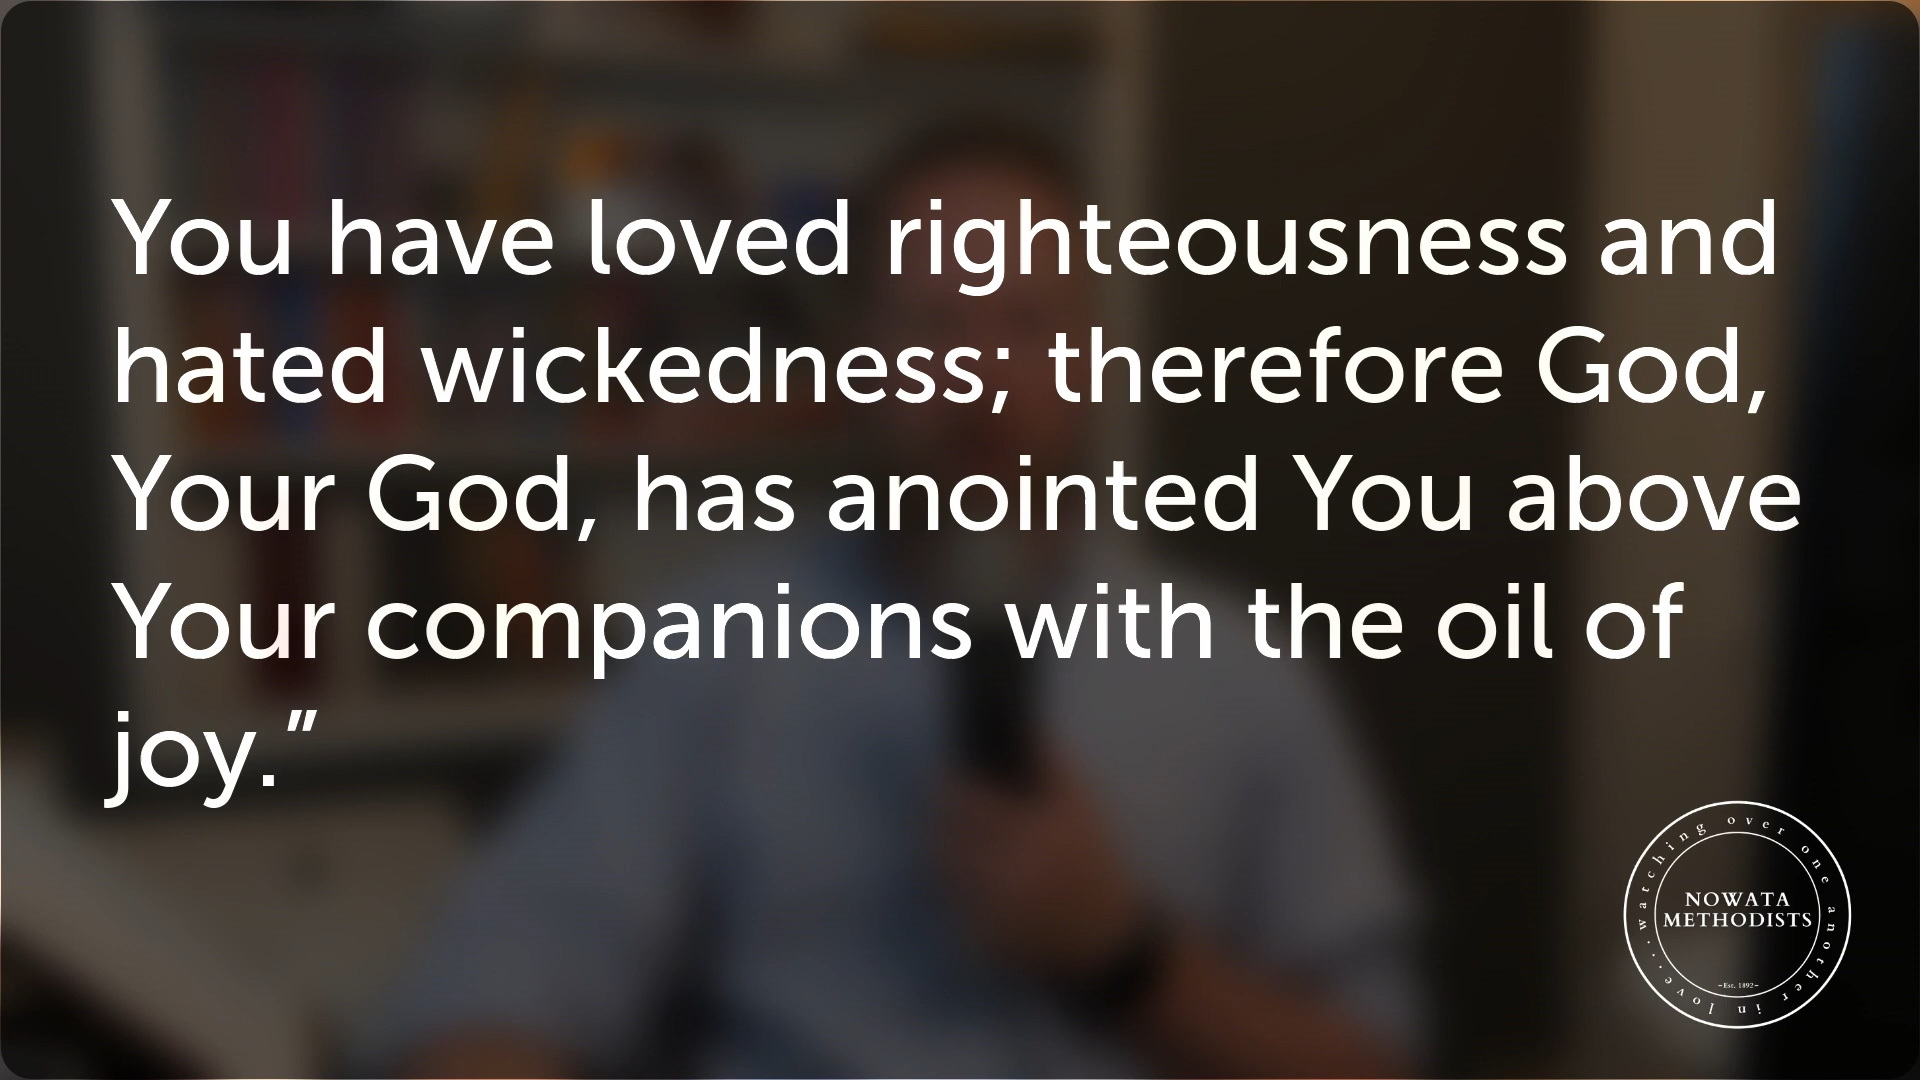 You have loved righteousness and
hated wickedness; therefore God,
Your God, has anointed You above
Your companions with the oil of
joy.”
watching over one another in love...
NOWATA
METHODISTS
~Est. 1892~